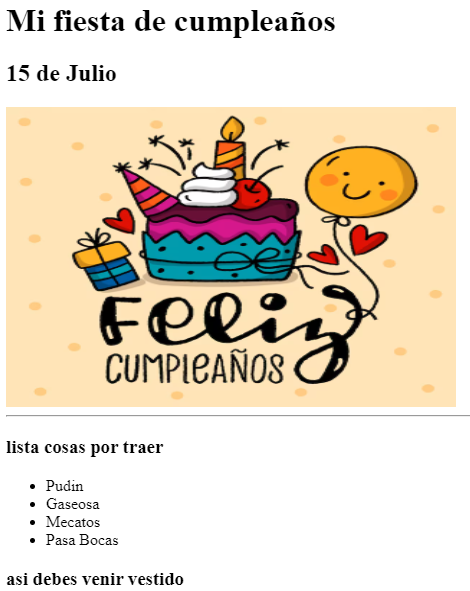 Mi fiesta de cumpleaños
15 de Julio
Feliz
CUMPLEAÑOS
lista cosas por traer
Pudin
Gaseosa
Mecatos
Pasa Bocas
asi debes venir vestido